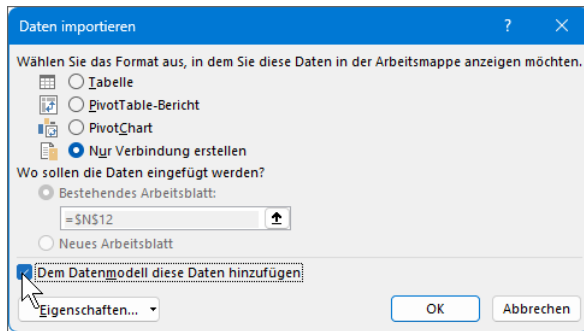 Daten importieren
Wählen Sie das Format aus, in dem Sie diese Daten in der Arbeitsmappe anzeigen möchten.
Tabelle
PivotTable-Bericht
PivotChart
Nur Verbindung erstellen
Wo sollen die Daten eingefügt werden?
Bestehendes Arbeitsblatt:
=$N$12
Neues Arbeitsblatt
Dem Datenmodell diese Daten hinzufügen
Eigenschaften... OK Abbrechen